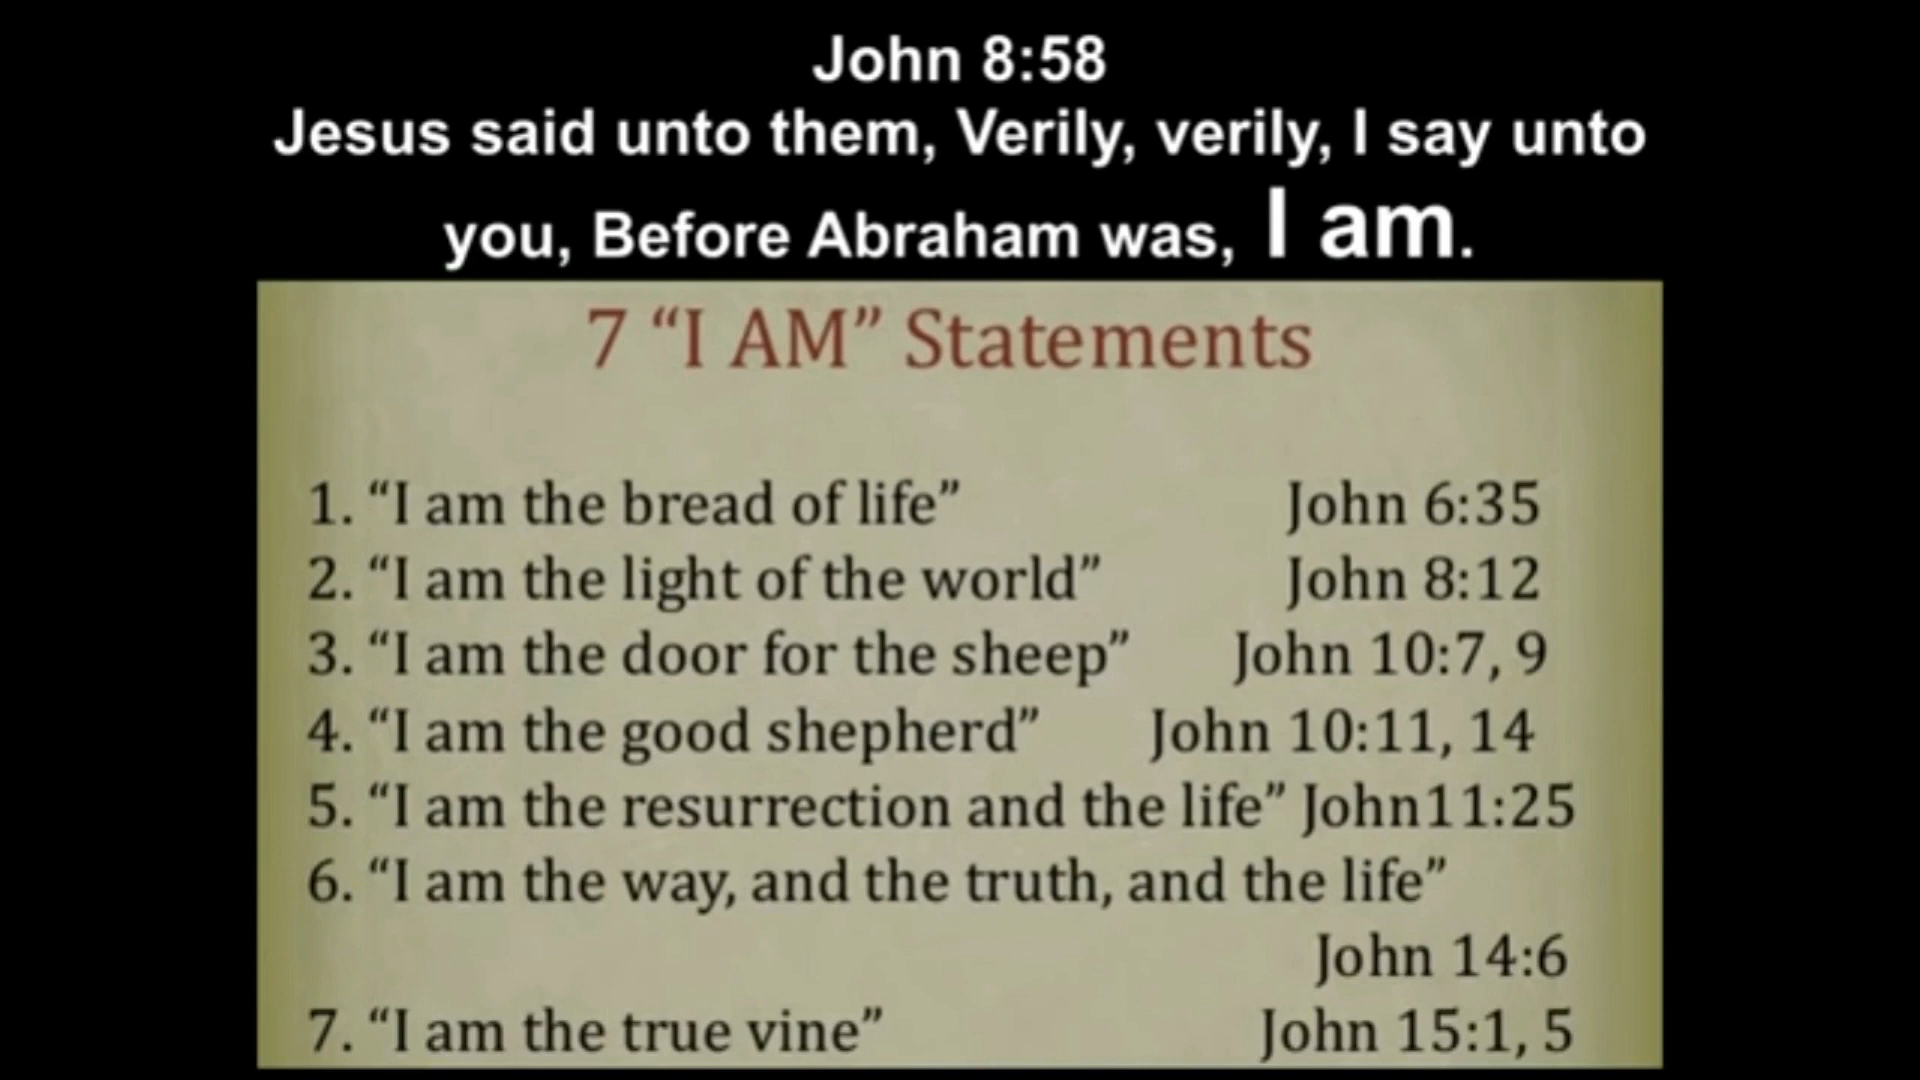 John 8:58
Jesus said unto them, Verily, verily, I say unto
you, Before Abraham was, I am.
7 “I AM” Statements
1. “I am the bread of life” John 6:35
2. “I am the light of the world” John 8:12
3. “I am the door for the sheep” John 10:7, 9
4. “I am the good shepherd” John 10:11, 14
5. “I am the resurrection and the life” John11:25
6. “I am the way, and the truth, and the life”
John 14:6
7. “I am the true vine” John 15:1, 5